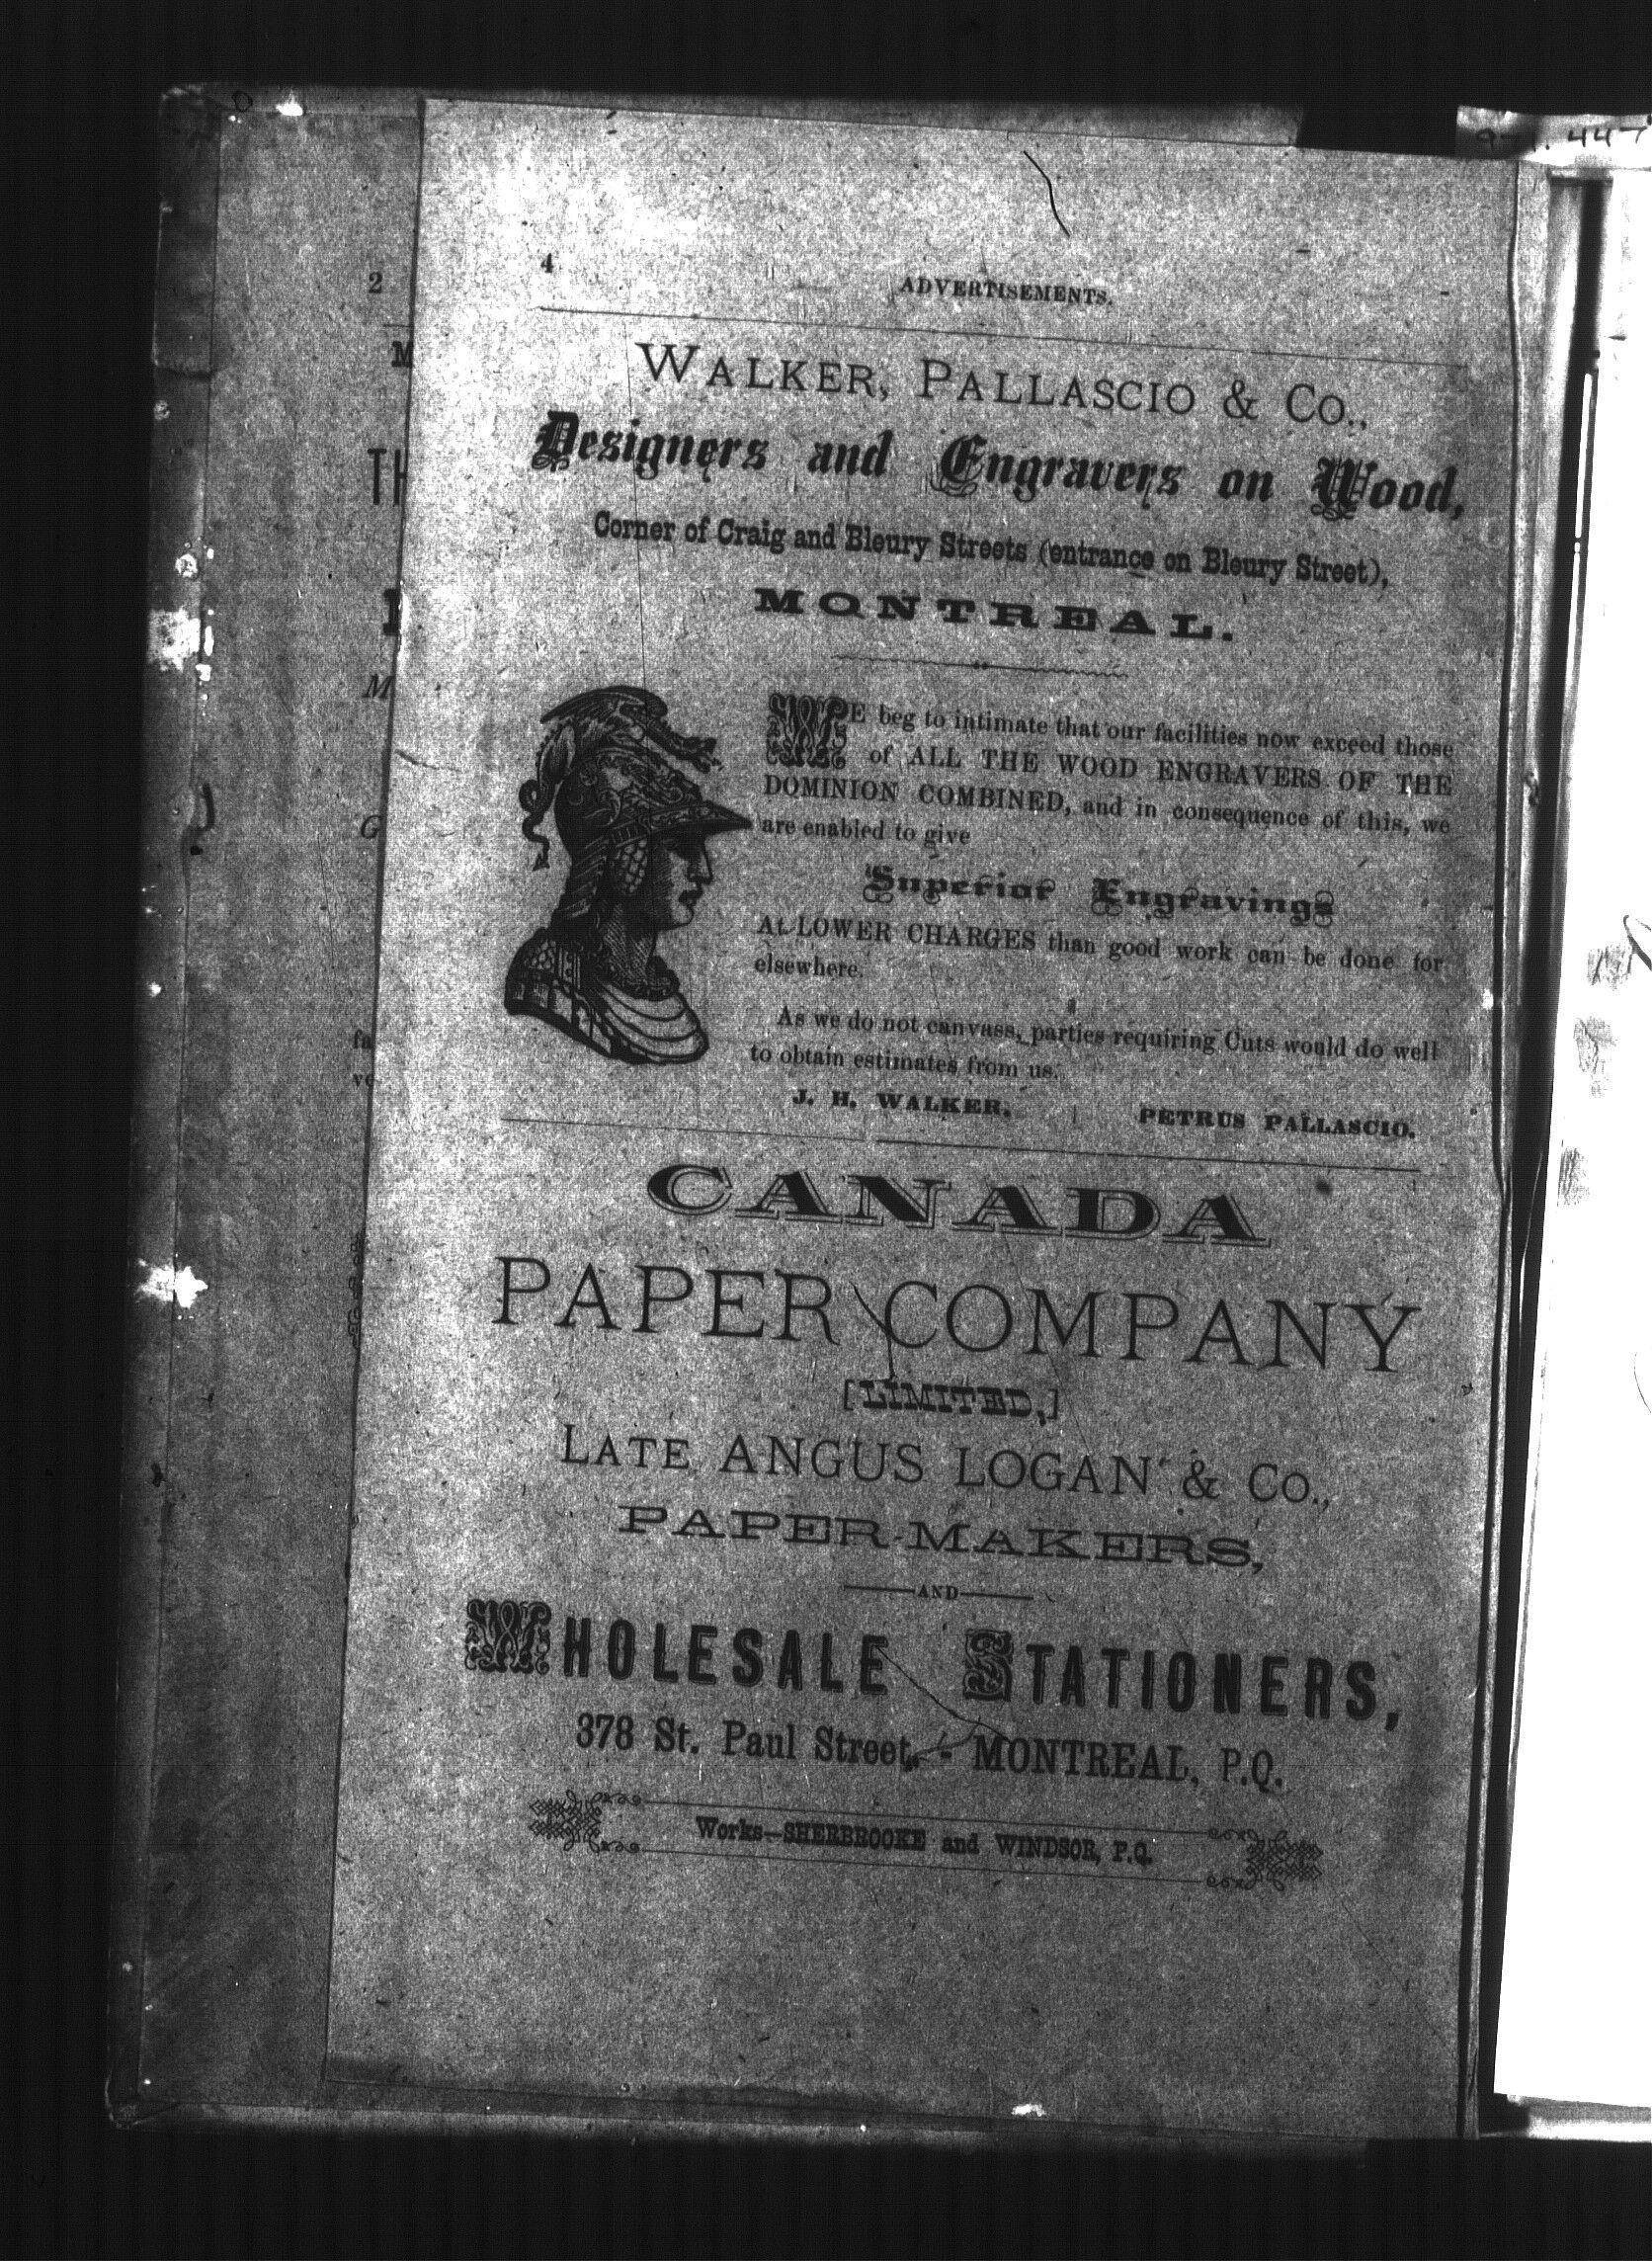 4
ADVERTISEMENTS.
WALKER, PALLASCIO & CO.,
Designers and Engravers on Wood,
Corner of Craig and Bleury Streets (entrance on Bleury Street),
MONTREAL.
WE beg to intimate that our facilities now exceed those
of ALL THE WOOD ENGRAVERS OF THE
DOMINION COMBINED, and in consequence of this, we
are enabled to give
Superior Engravings
At LOWER CHARGES than good work can be done for
elsewhere.
As we do not canvass, parties requiring Cuts would do well
to obtain estimates from us.
J. H. WALKER. | PETRUS PALLASCIO.
CANADA
PAPER COMPANY
[LIMITED,]
LATE ANGUS LOGAN & CO.,
PAPER-MAKERS,
AND
WHOLESALE STATIONERS,
378 St. Paul Street, - MONTREAL, P.Q.
Works—SHERBROOKE and WINDSOR, P.Q.
2
M
TH
M
G
fa
ve